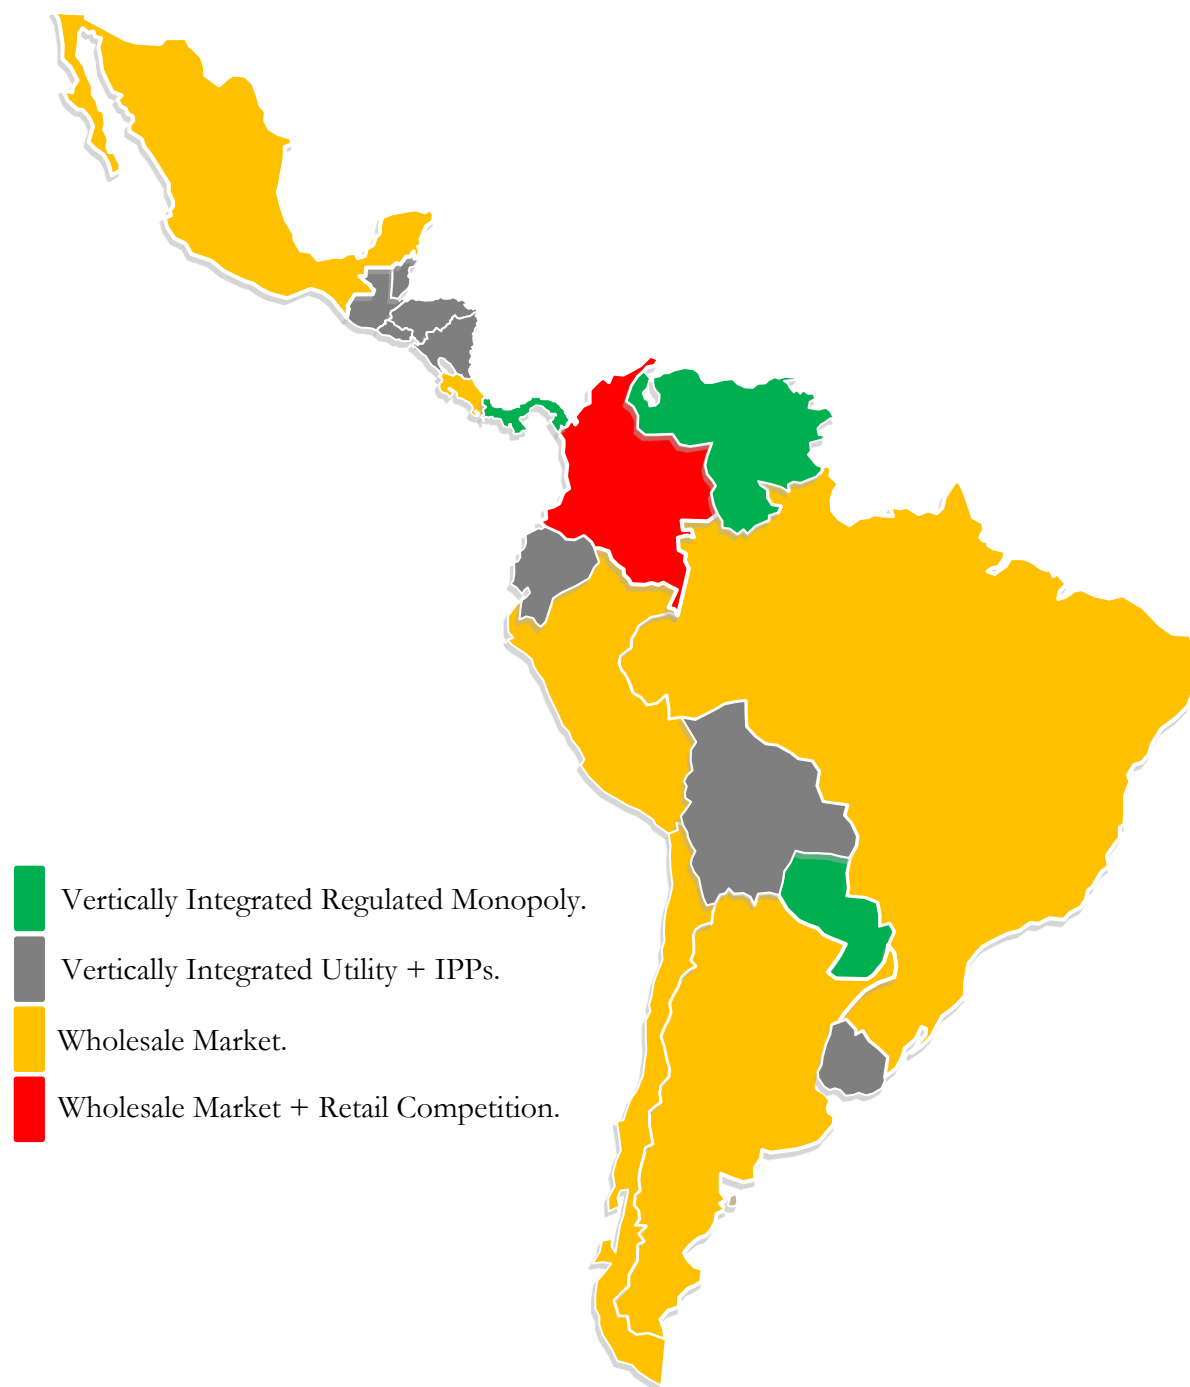 Vertically Integrated Regulated Monopoly.
Vertically Integrated Utility + IPPs.
Wholesale Market.
Wholesale Market + Retail Competition.